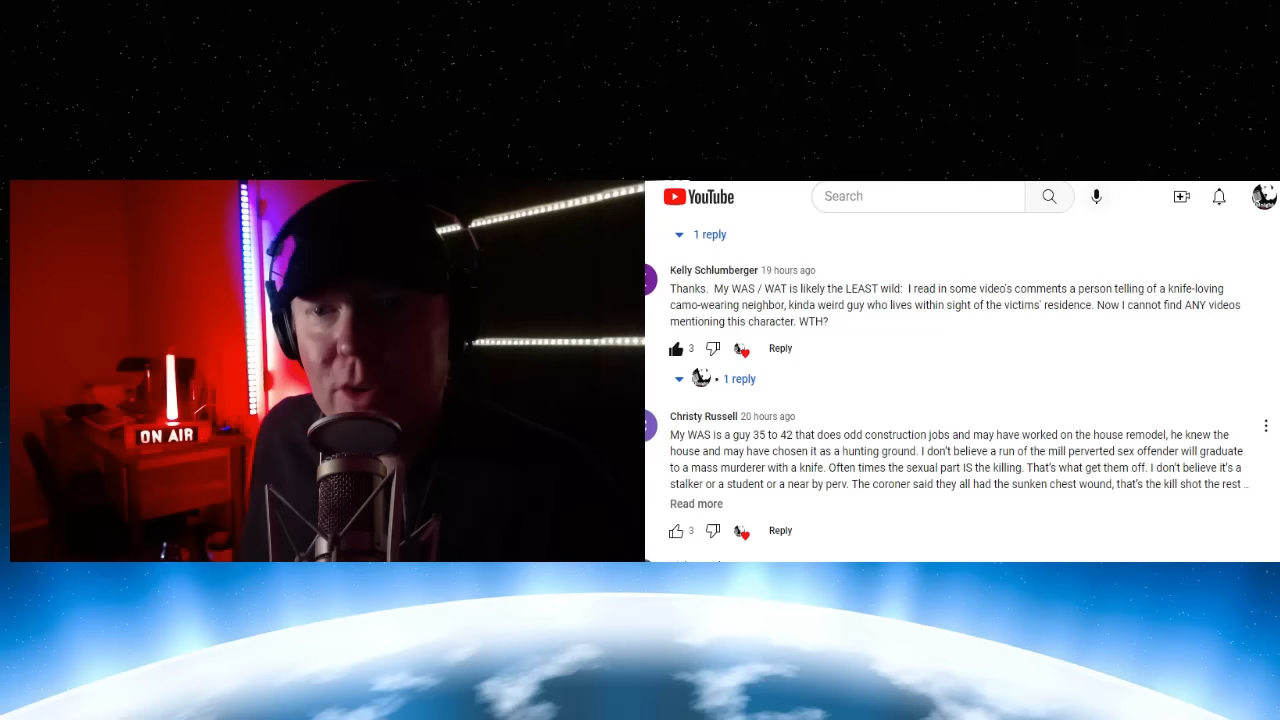 ON AIR
YouTube
Search
1 reply
Kelly Schlumberger 19 hours ago
Thanks. My WAS / WAT is likely the LEAST wild: I read in some video's comments a person telling of a knife-loving
camo-wearing neighbor, kinda weird guy who lives within sight of the victims' residence. Now I cannot find ANY videos
mentioning this character. WTH?
3 Reply
• 1 reply
Christy Russell 20 hours ago
My WAS is a guy 35 to 42 that does odd construction jobs and may have worked on the house remodel, he knew the
house and may have chosen it as a hunting ground. I don't believe a run of the mill perverted sex offender will graduate
to a mass murderer with a knife. Often times the sexual part IS the killing. That's what get them off. I don't believe it's a
stalker or a student or a near by perv. The coroner said they all had the sunken chest wound, that's the kill shot the rest ...
Read more
3 Reply